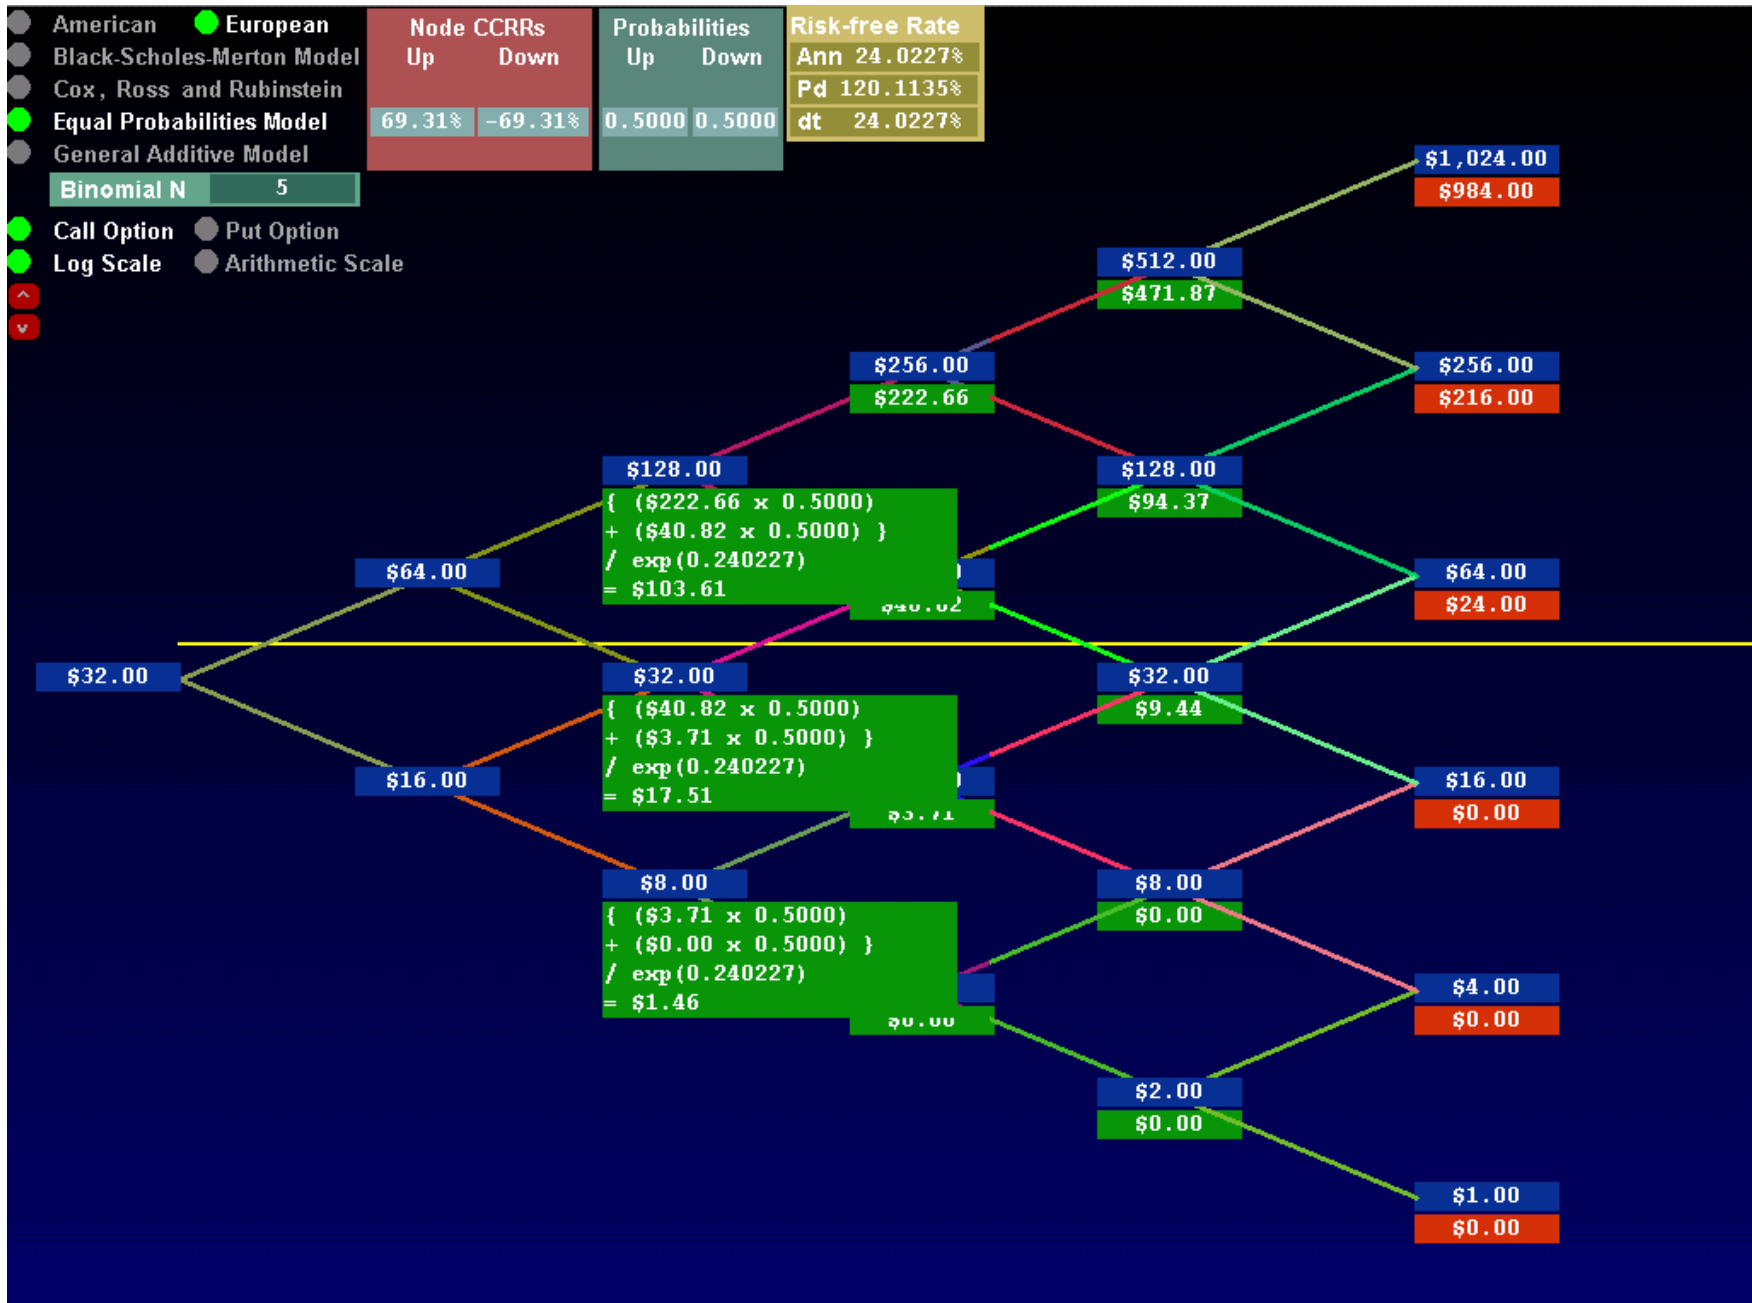 American European
Black-Scholes-Merton Model
Cox, Ross and Rubinstein
Equal Probabilities Model
General Additive Model
Binomial N 5
Call Option Put Option
Log Scale Arithmetic Scale
^
v
Node CCRRs
Up Down
69.31% -69.31%
Probabilities
Up Down
0.5000 0.5000
Risk-free Rate
Ann 24.0227%
Pd 120.1135%
dt 24.0227%
$32.00
$64.00
$16.00
$128.00
{ ($222.66 x 0.5000)
+ ($40.82 x 0.5000) }
/ exp(0.240227)
= $103.61
$32.00
{ ($40.82 x 0.5000)
+ ($3.71 x 0.5000) }
/ exp(0.240227)
= $17.51
$8.00
{ ($3.71 x 0.5000)
+ ($0.00 x 0.5000) }
/ exp(0.240227)
= $1.46
$256.00
$222.66
$40.82
$3.71
$0.00
$512.00
$471.87
$128.00
$94.37
$32.00
$9.44
$8.00
$0.00
$2.00
$0.00
$1,024.00
$984.00
$256.00
$216.00
$64.00
$24.00
$16.00
$0.00
$4.00
$0.00
$1.00
$0.00